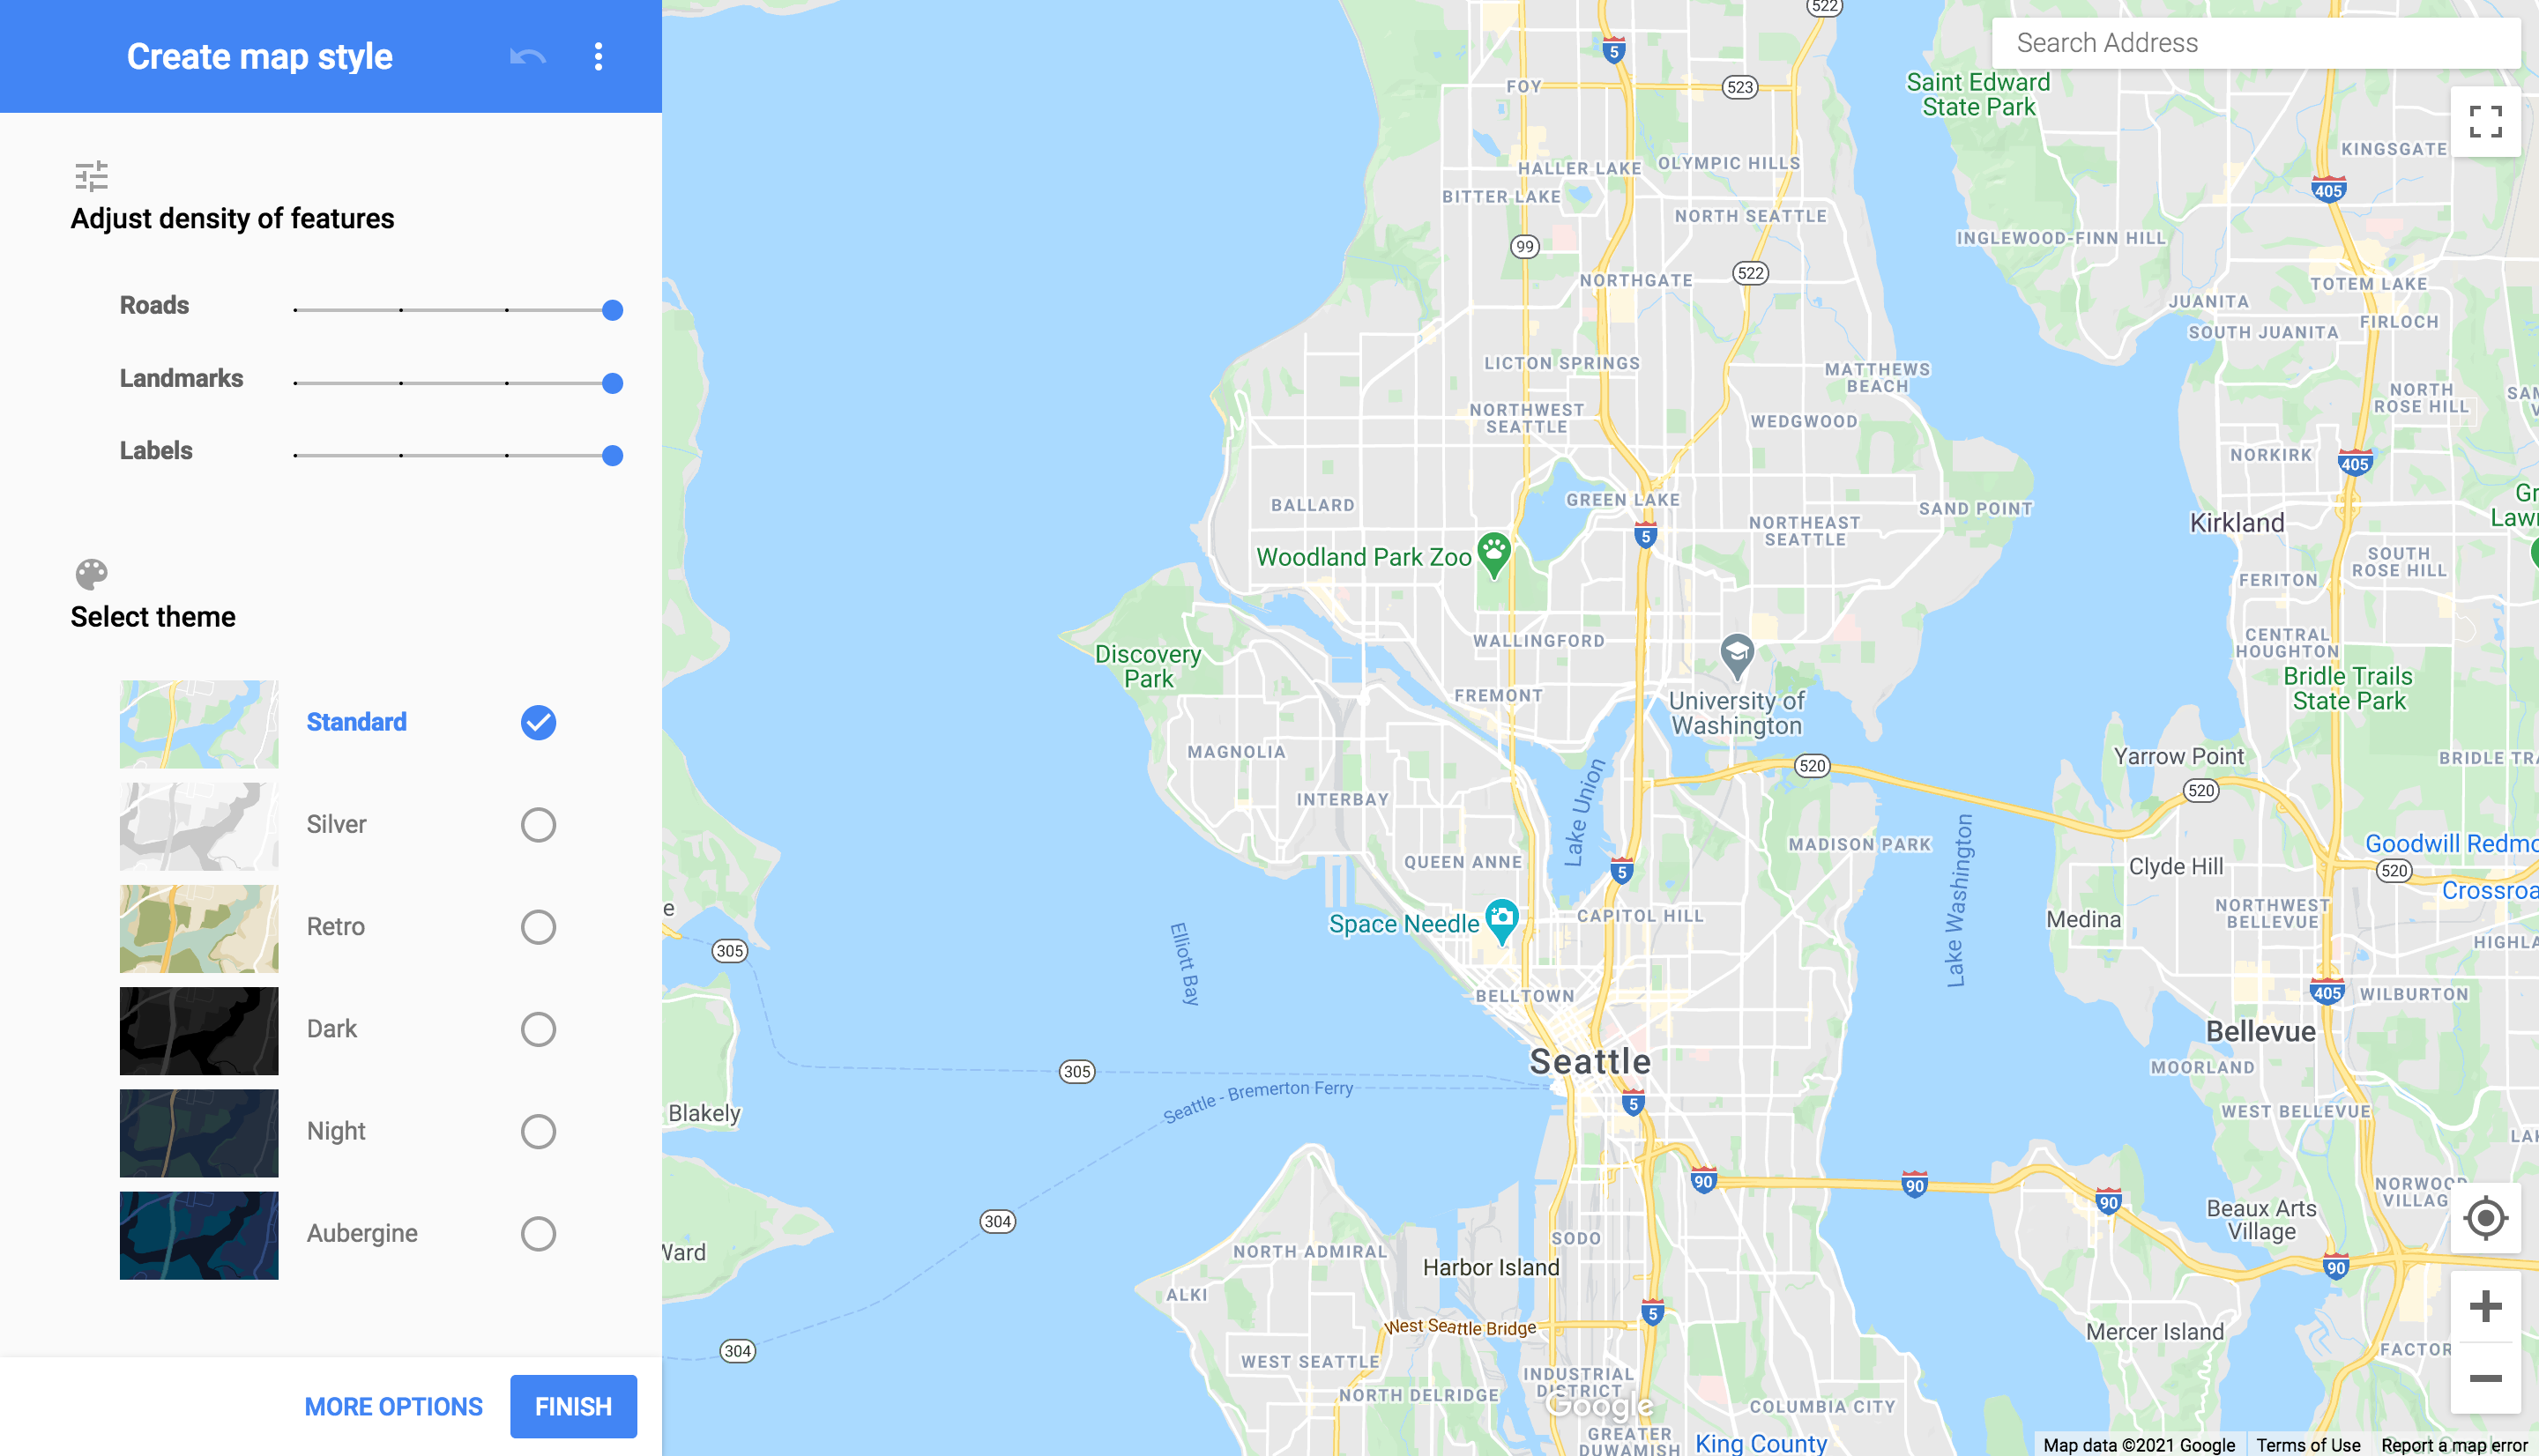 Create map style
Adjust density of features
Roads
Landmarks
Labels
Select theme
Standard
Silver
Retro
Dark
Night
Aubergine
MORE OPTIONS
FINISH
Search Address
522
5
FOY
523
Saint Edward
State Park
KINGSGATE
HALLER LAKE
OLYMPIC HILLS
BITTER LAKE
405
NORTH SEATTLE
99
INGLEWOOD-FINN HILL
522
NORTHGATE
TOTEM LAKE
JUANITA
SOUTH JUANITA
FIRLOCH
LICTON SPRINGS
MATTHEWS
BEACH
NORTH
ROSE HILL
NORTHWEST
SEATTLE
WEDGWOOD
NORKIRK
405
BALLARD
GREEN LAKE
SAND POINT
NORTHEAST
SEATTLE
Kirkland
5
Woodland Park Zoo
SOUTH
ROSE HILL
FERITON
WALLINGFORD
CENTRAL
HOUGHTON
Discovery
Park
Bridle Trails
State Park
FREMONT
University of
Washington
MAGNOLIA
Yarrow Point
520
520
INTERBAY
Lake Union
MADISON PARK
QUEEN ANNE
5
Clyde Hill
520
Lake Washington
Space Needle
CAPITOL HILL
Medina
NORTHWEST
BELLEVUE
305
Elliott Bay
BELLTOWN
405
WILBURTON
Bellevue
Seattle
MOORLAND
305
Seattle - Bremerton Ferry
5
Blakely
WEST BELLEVUE
90
90
90
NORWOOD
VILLAG
Beaux Arts
Village
304
SODO
NORTH ADMIRAL
Ward
Harbor Island
90
ALKI
5
West Seattle Bridge
Mercer Island
304
WEST SEATTLE
FACTOR
INDUSTRIAL
DISTRICT
NORTH DELRIDGE
Google
COLUMBIA CITY
GREATER
DUWAMISH
King County
BRIDLE TRA
Goodwill Redmo
Crossroa
HIGHLA
Map data ©2021 Google
Terms of Use
Report a map error